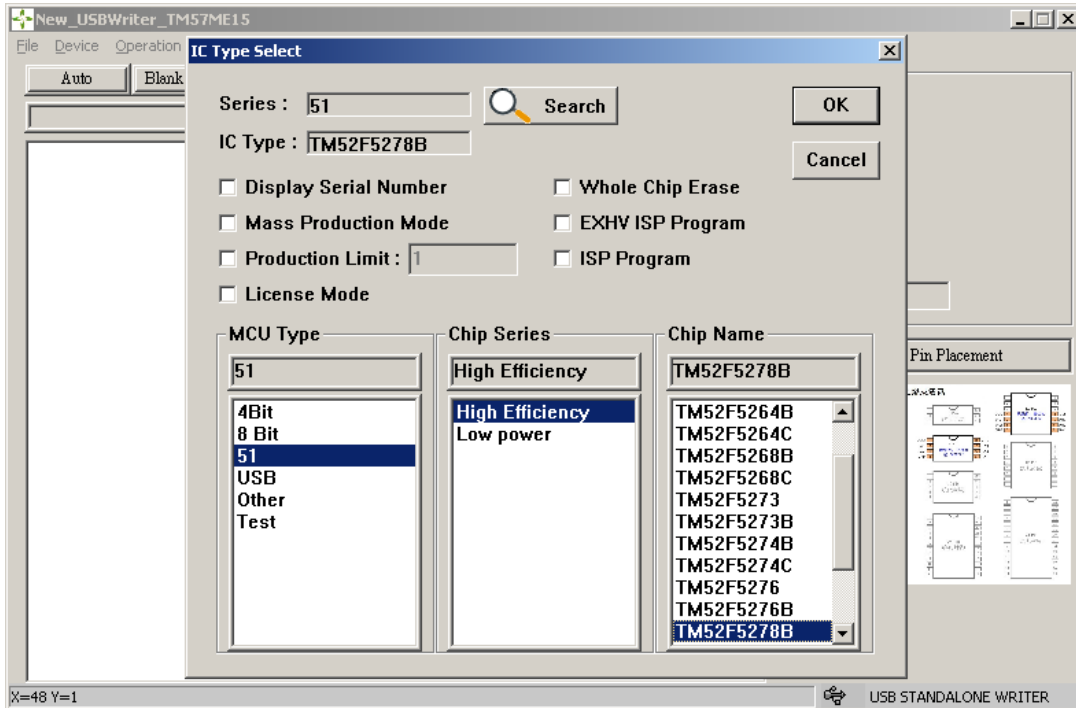 New_USBWriter_TM57ME15
File Device Operation
IC Type Select
Auto
Blank
Series : 51
Search
OK
IC Type : TM52F5278B
Cancel
Display Serial Number
Whole Chip Erase
Mass Production Mode
EXHV ISP Program
Production Limit : 1
ISP Program
License Mode
MCU Type
Chip Series
Chip Name
51
High Efficiency
TM52F5278B
4Bit
8 Bit
51
USB
Other
Test
High Efficiency
Low power
TM52F5264B
TM52F5264C
TM52F5268B
TM52F5268C
TM52F5273
TM52F5273B
TM52F5274B
TM52F5274C
TM52F5276
TM52F5276B
TM52F5278B
Pin Placement
X=48 Y=1
USB STANDALONE WRITER